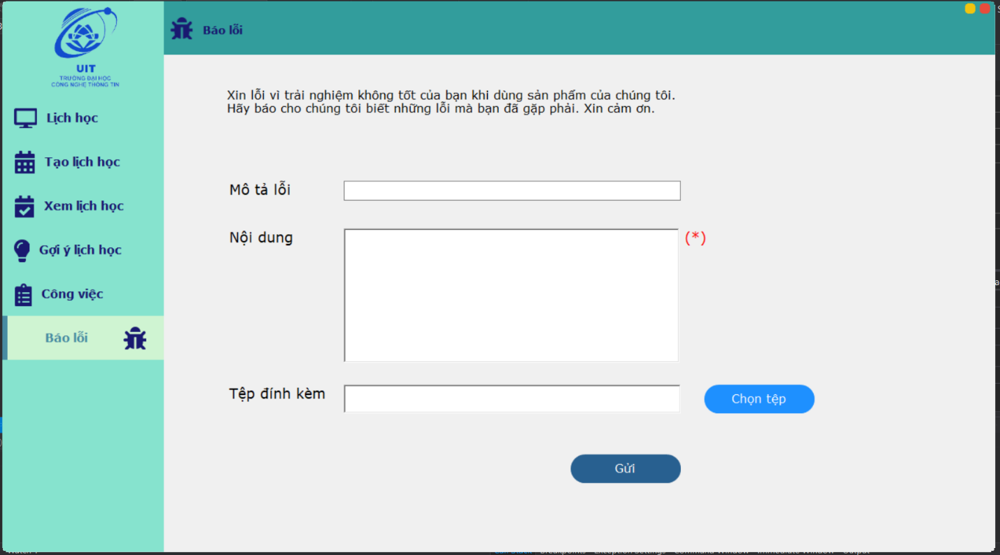 UIT
TRƯỜNG ĐẠI HỌC
CÔNG NGHỆ THÔNG TIN
Lịch học
Tạo lịch học
Xem lịch học
Gợi ý lịch học
Công việc
Báo lỗi
Báo lỗi
Xin lỗi vì trải nghiệm không tốt của bạn khi dùng sản phẩm của chúng tôi.
Hãy báo cho chúng tôi biết những lỗi mà bạn đã gặp phải. Xin cảm ơn.
Mô tả lỗi
Nội dung (*)
Tệp đính kèm Chọn tệp
Gửi